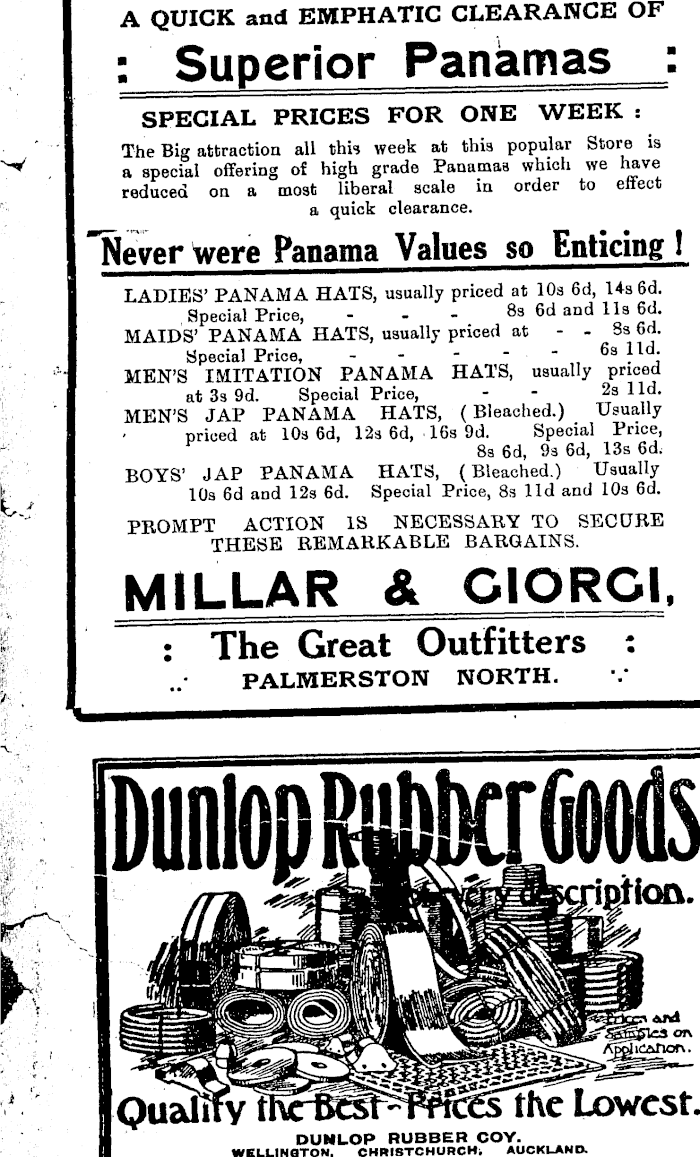 A QUICK and EMPHATIC CLEARANCE OF
: Superior Panamas :
SPECIAL PRICES FOR ONE WEEK :
The Big attraction all this week at this popular Store is
a special offering of high grade Panamas which we have
reduced on a most liberal scale in order to effect
a quick clearance.
Never were Panama Values so Enticing !
LADIES' PANAMA HATS, usually priced at 10s 6d, 14s 6d.
Special Price, - - - 8s 6d and 11s 6d.
MAIDS' PANAMA HATS, usually priced at - - 8s 6d.
Special Price, - - - - - 6s 11d.
MEN'S IMITATION PANAMA HATS, usually priced
at 3s 9d. Special Price, - - 2s 11d.
MEN'S JAP PANAMA HATS, (Bleached.) Usually
priced at 10s 6d, 12s 6d, 16s 9d. Special Price,
8s 6d, 9s 6d, 13s 6d.
BOYS' JAP PANAMA HATS, (Bleached.) Usually
10s 6d and 12s 6d. Special Price, 8s 11d and 10s 6d.
PROMPT ACTION IS NECESSARY TO SECURE
THESE REMARKABLE BARGAINS.
MILLAR & GIORGI,
: The Great Outfitters :
PALMERSTON NORTH.
Dunlop Rubber Goods
of every description.
Prices and
Samples on
Application.
Quality the Best - Prices the Lowest.
DUNLOP RUBBER COY.
WELLINGTON, CHRISTCHURCH, AUCKLAND.